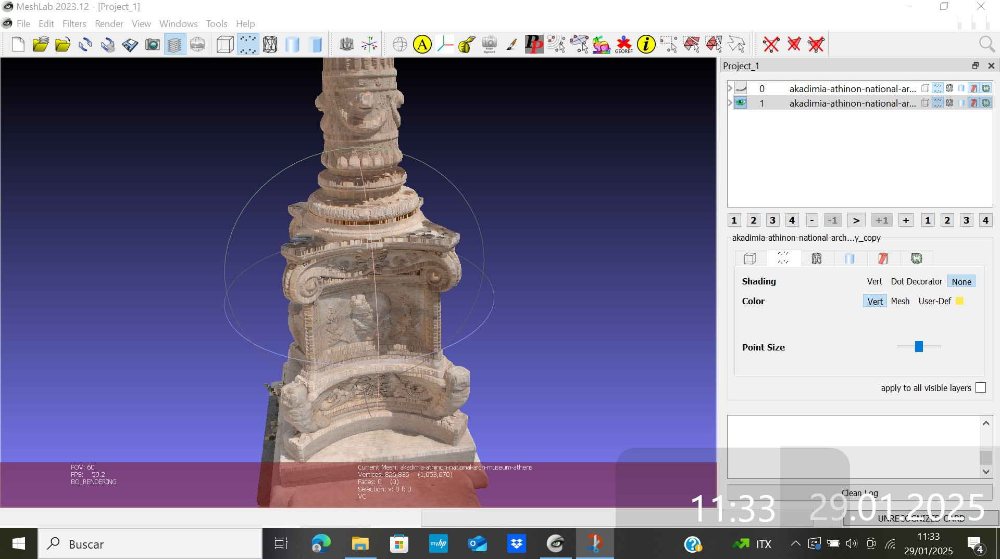 MeshLab 2023.12 - [Project_1]
File Edit Filters Render View Windows Tools Help
A
Raster Alignment
PP
GEOREF
i
Project_1
0 akadimia-athinon-national-ar...
1 akadimia-athinon-national-ar...
1 2 3 4 - -1 > +1 + 1 2 3 4
akadimia-athinon-national-arch...y_copy
Shading Vert Dot Decorator None
Color Vert Mesh User-Def
Point Size
apply to all visible layers
Clean Log
FOV: 60
FPS: 59.2
BO_RENDERING
Current Mesh: akadimia-athinon-national-arch-museum-athens
Vertices: 826,835 (1,653,670)
Faces: 0 (0)
Selection: v: 0 f: 0
VC
11:33 29.01.2025
UNRECOGNIZED CARD
Buscar
myhp
ITX
11:33
29/01/2025
4